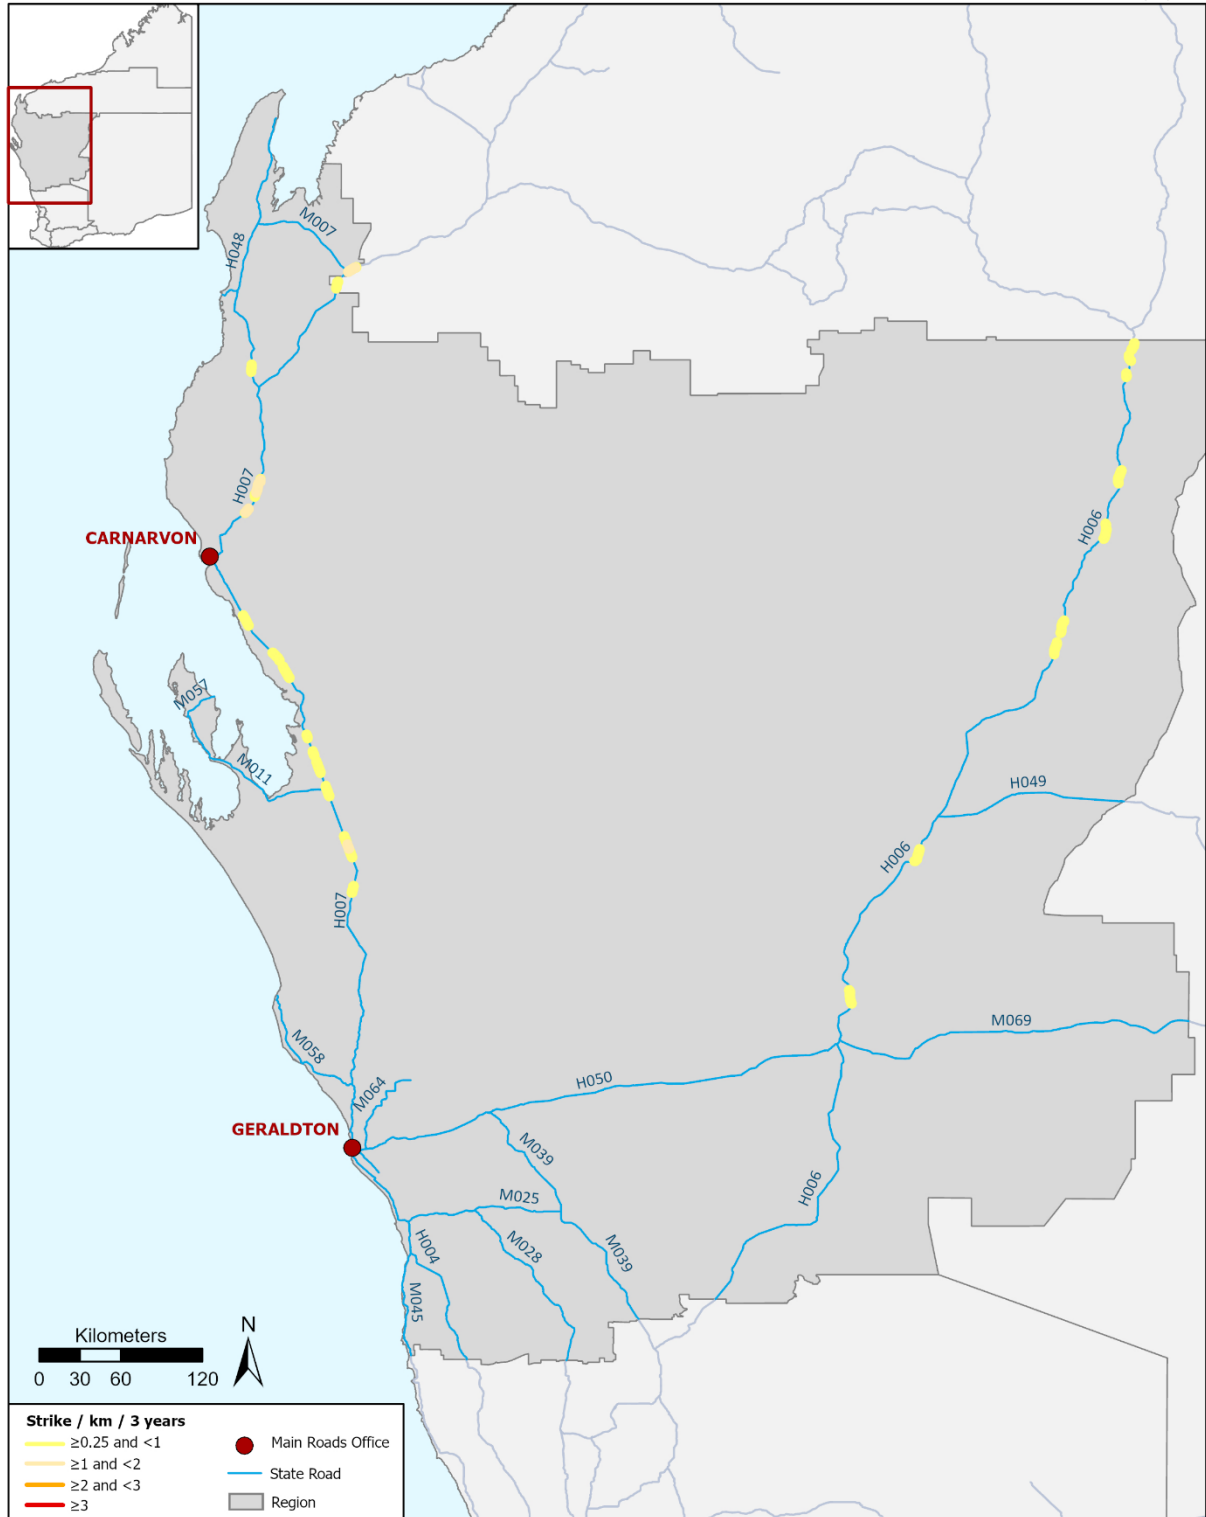 M007
H048
H007
CARNARVON
H006
M057
M011
H049
H006
H007
M069
M058
H050
M064
GERALDTON
M039
H006
M025
M028
H004
M039
M045
Kilometers
N
0 30 60 120
Strike / km / 3 years
≥0.25 and <1
≥1 and <2
≥2 and <3
≥3
Main Roads Office
State Road
Region